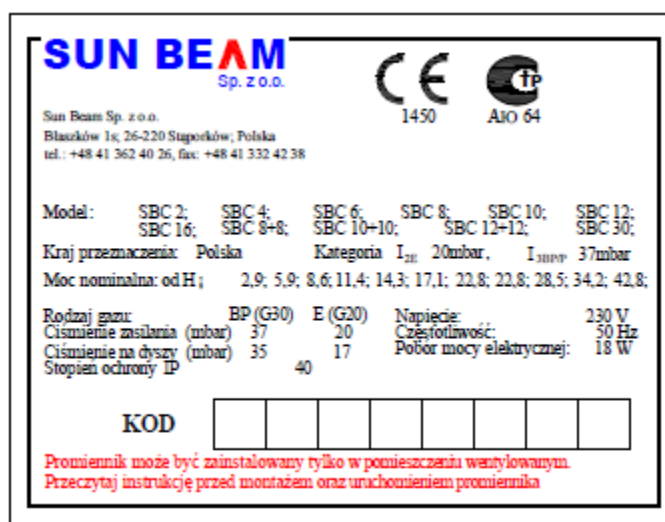 SUN BEAM
Sp. z o.o.
CE
1450 AIO 64
Sun Beam Sp. z o.o.
Błaszków 1s; 26-220 Stąporków; Polska
tel.: +48 41 362 40 26, fax: +48 41 332 42 38
Model: SBC 2; SBC 4; SBC 6; SBC 8; SBC 10; SBC 12;
SBC 16; SBC 8+8; SBC 10+10; SBC 12+12; SBC 30;
Kraj przeznaczenia: Polska Kategoria I2E 20mbar, I3BP/P 37mbar
Moc nominalna: od Hi 2,9; 5,9; 8,6; 11,4; 14,3; 17,1; 22,8; 22,8; 28,5; 34,2; 42,8;
Rodzaj gazu: BP (G30) E (G20) Napięcie: 230 V
Ciśnienie zasilania (mbar) 37 20 Częstotliwość: 50 Hz
Ciśnienie na dyszy (mbar) 35 17 Pobór mocy elektrycznej: 18 W
Stopień ochrony IP 40
KOD
Promiennik może być zainstalowany tylko w pomieszczeniu wentylowanym.
Przeczytaj instrukcję przed montażem oraz uruchomieniem promiennika